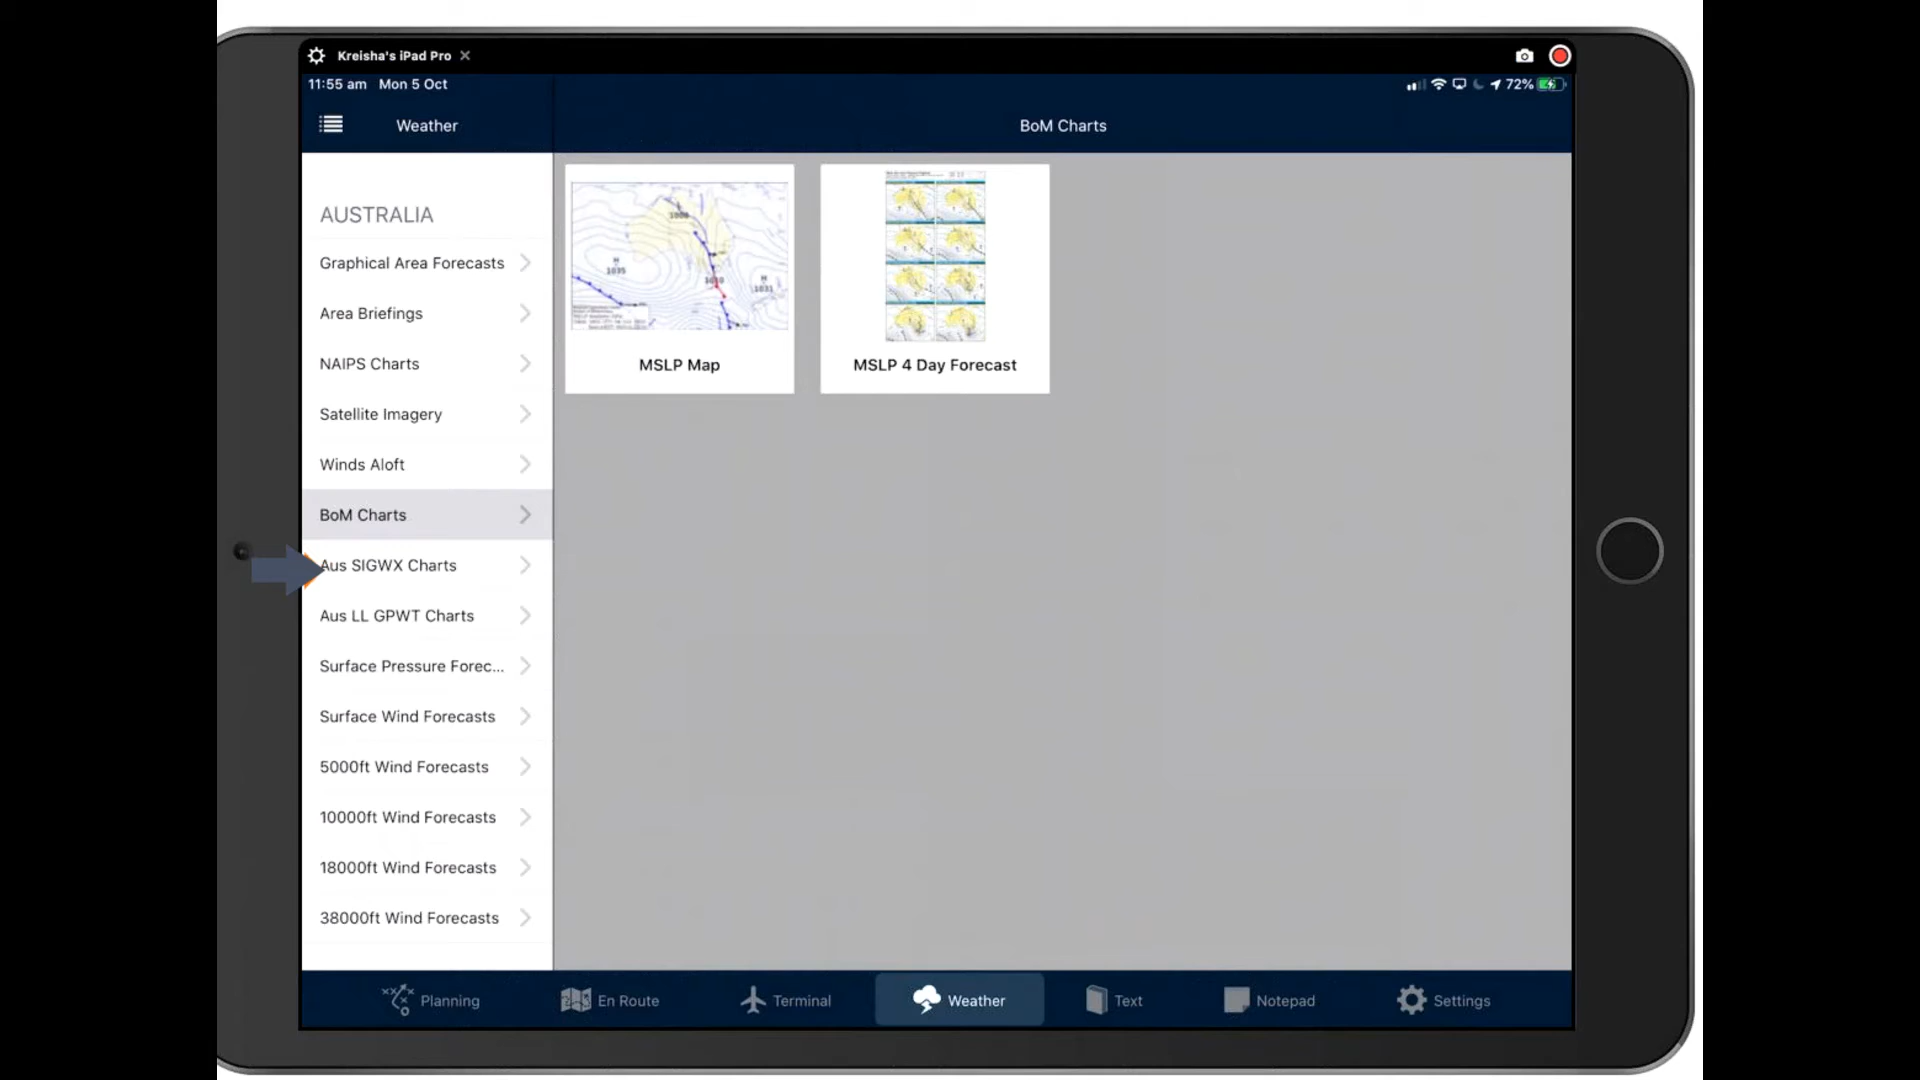 Kreisha's iPad Pro
11:55 am Mon 5 Oct
72%
Weather
BoM Charts
AUSTRALIA
Graphical Area Forecasts
Area Briefings
NAIPS Charts
Satellite Imagery
Winds Aloft
BoM Charts
Aus SIGWX Charts
Aus LL GPWT Charts
Surface Pressure Forec...
Surface Wind Forecasts
5000ft Wind Forecasts
10000ft Wind Forecasts
18000ft Wind Forecasts
38000ft Wind Forecasts
H
1035
H
1031
MSLP Map
MSLP 4 Day Forecast
Planning
En Route
Terminal
Weather
Text
Notepad
Settings